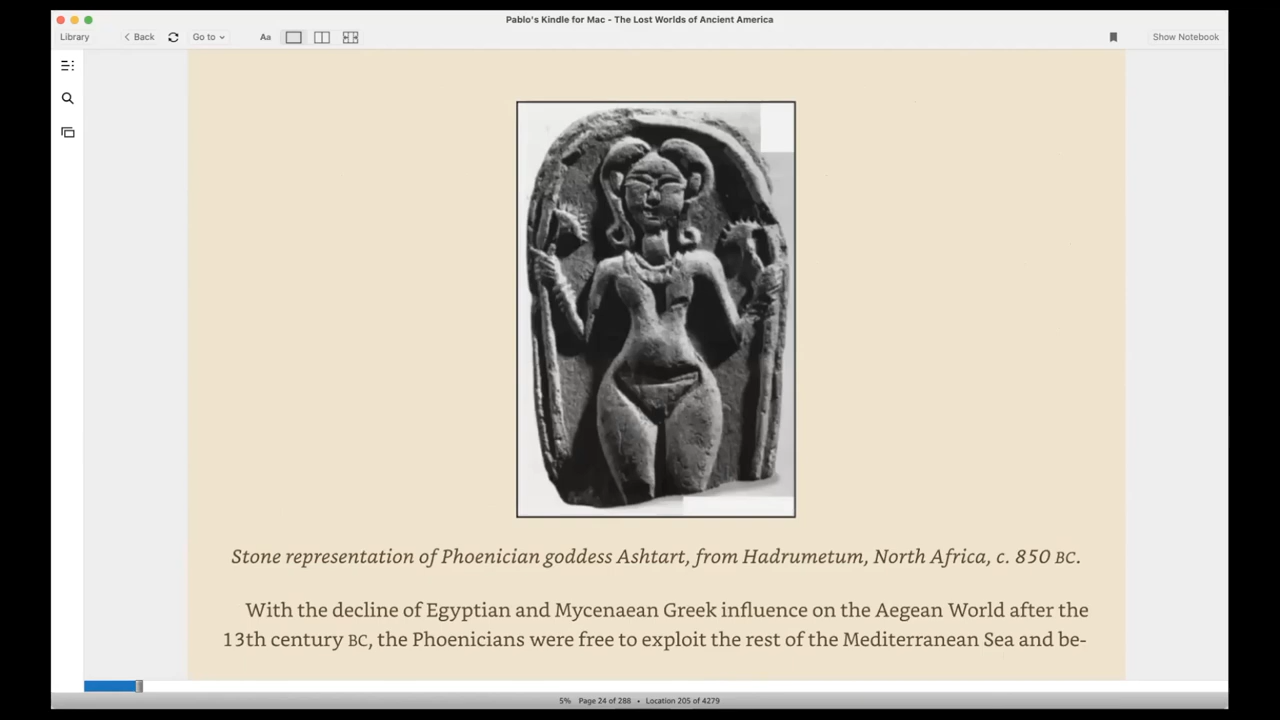 Pablo's Kindle for Mac - The Lost Worlds of Ancient America
Library Back Go to Aa Show Notebook
Stone representation of Phoenician goddess Ashtart, from Hadrumetum, North Africa, c. 850 BC.
With the decline of Egyptian and Mycenaean Greek influence on the Aegean World after the
13th century BC, the Phoenicians were free to exploit the rest of the Mediterranean Sea and be-
5% Page 24 of 288 • Location 205 of 4279